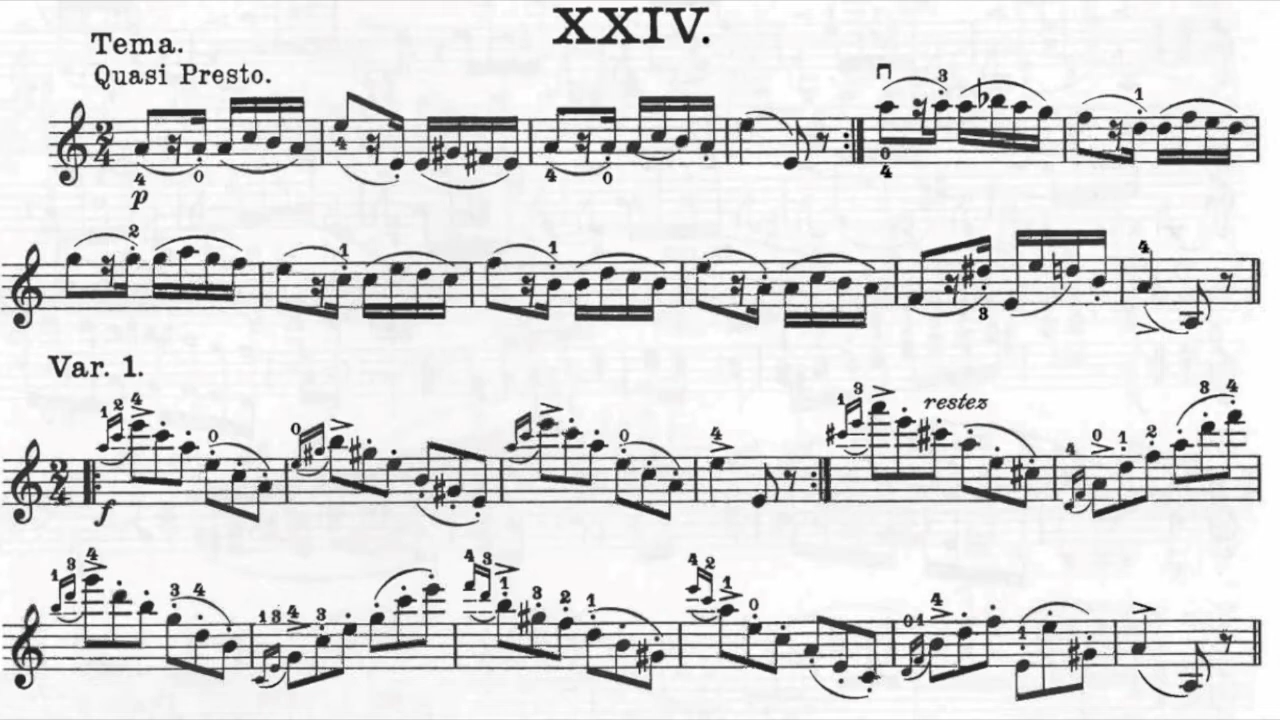 XXIV.
Tema.
Quasi Presto.
p
Var. 1.
restez
f